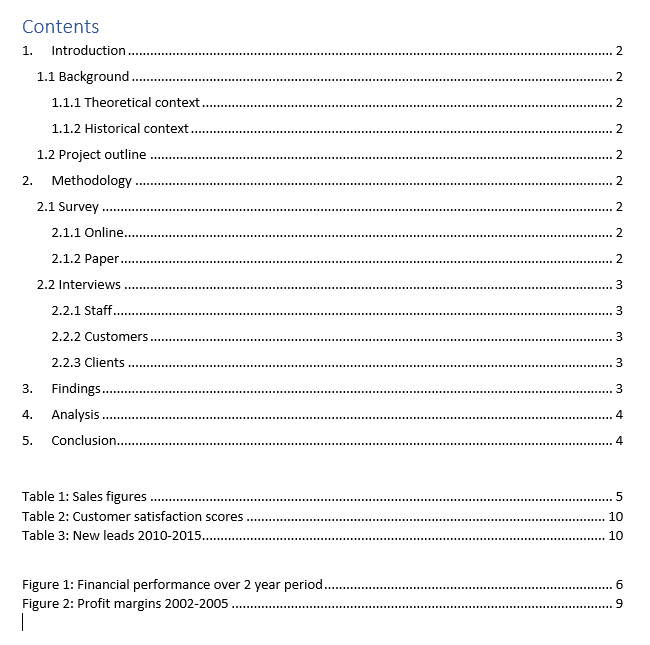 Contents
1. Introduction ........ 2
1.1 Background ........ 2
1.1.1 Theoretical context ........ 2
1.1.2 Historical context ........ 2
1.2 Project outline ........ 2
2. Methodology ........ 2
2.1 Survey ........ 2
2.1.1 Online ........ 2
2.1.2 Paper ........ 2
2.2 Interviews ........ 3
2.2.1 Staff ........ 3
2.2.2 Customers ........ 3
2.2.3 Clients ........ 3
3. Findings ........ 3
4. Analysis ........ 4
5. Conclusion ........ 4
Table 1: Sales figures ........ 5
Table 2: Customer satisfaction scores ........ 10
Table 3: New leads 2010-2015 ........ 10
Figure 1: Financial performance over 2 year period ........ 6
Figure 2: Profit margins 2002-2005 ........ 9